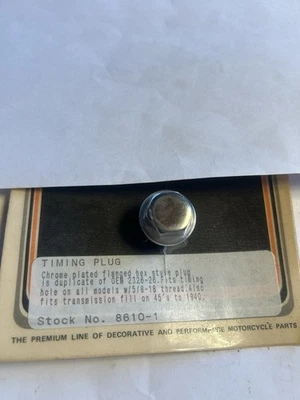 TIMING PLUG
Chrome plated flanged hex style plug
is duplicate of OEM 2326-26.Fits timing
hole on all models w/5/8-18 thread.Also
fits transmission fill on 45's to 1940.
Stock No. 8610-1
THE PREMIUM LINE OF DECORATIVE AND PERFORMANCE MOTORCYCLE PARTS